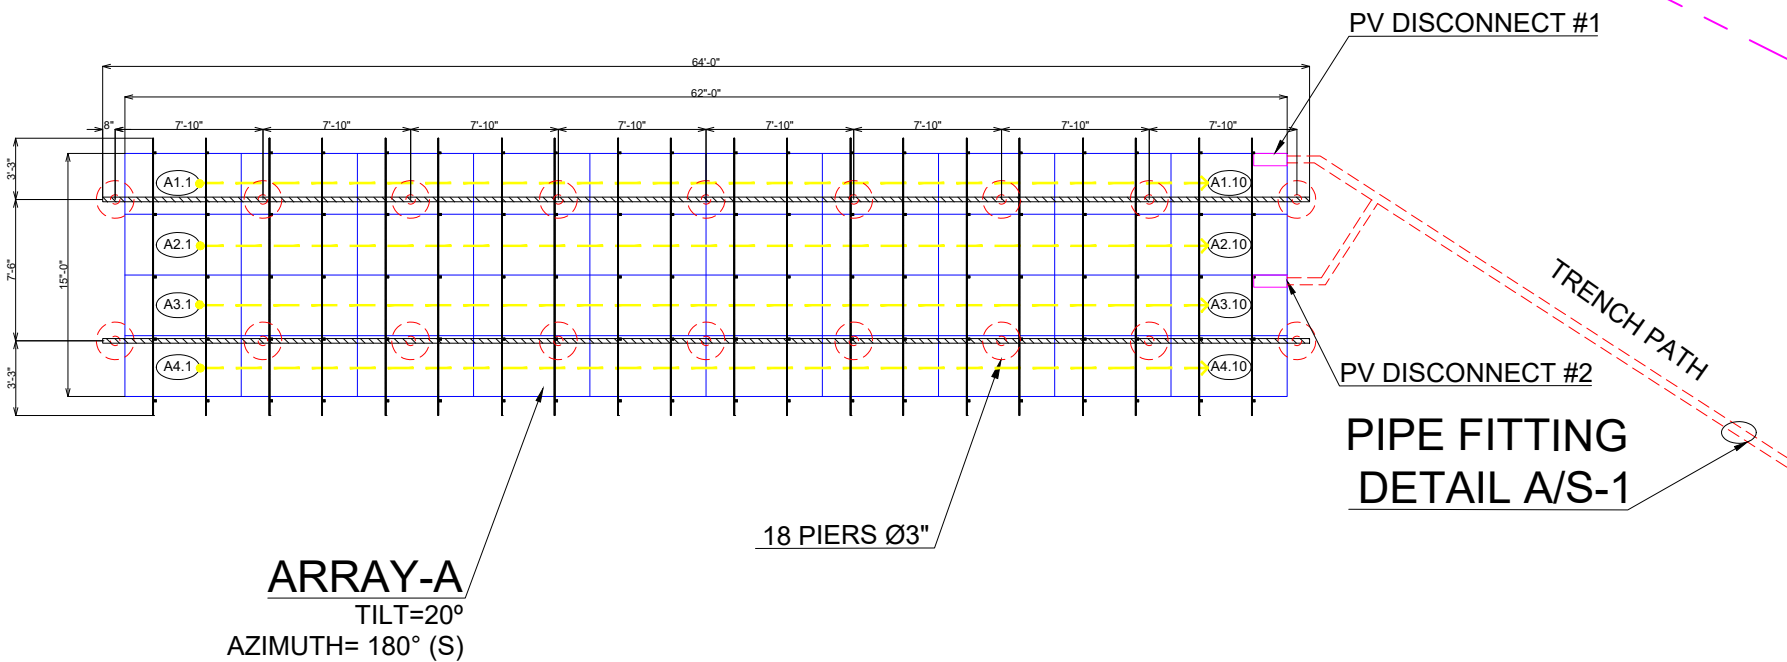 PV DISCONNECT #1
64'-0"
62"-0"
8"
7'-10"
7'-10"
7'-10"
7'-10"
7'-10"
7'-10"
7'-10"
7'-10"
3'-3"
7'-6"
3'-3"
15'-0"
A1.1
A1.10
A2.1
A2.10
A3.1
A3.10
A4.1
A4.10
TRENCH PATH
PV DISCONNECT #2
PIPE FITTING
DETAIL A/S-1
18 PIERS Ø3"
ARRAY-A
TILT=20º
AZIMUTH= 180° (S)